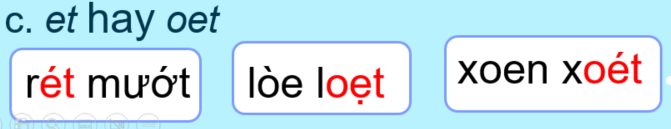 c. et hay oet
rét mướt lòe loẹt xoen xoét